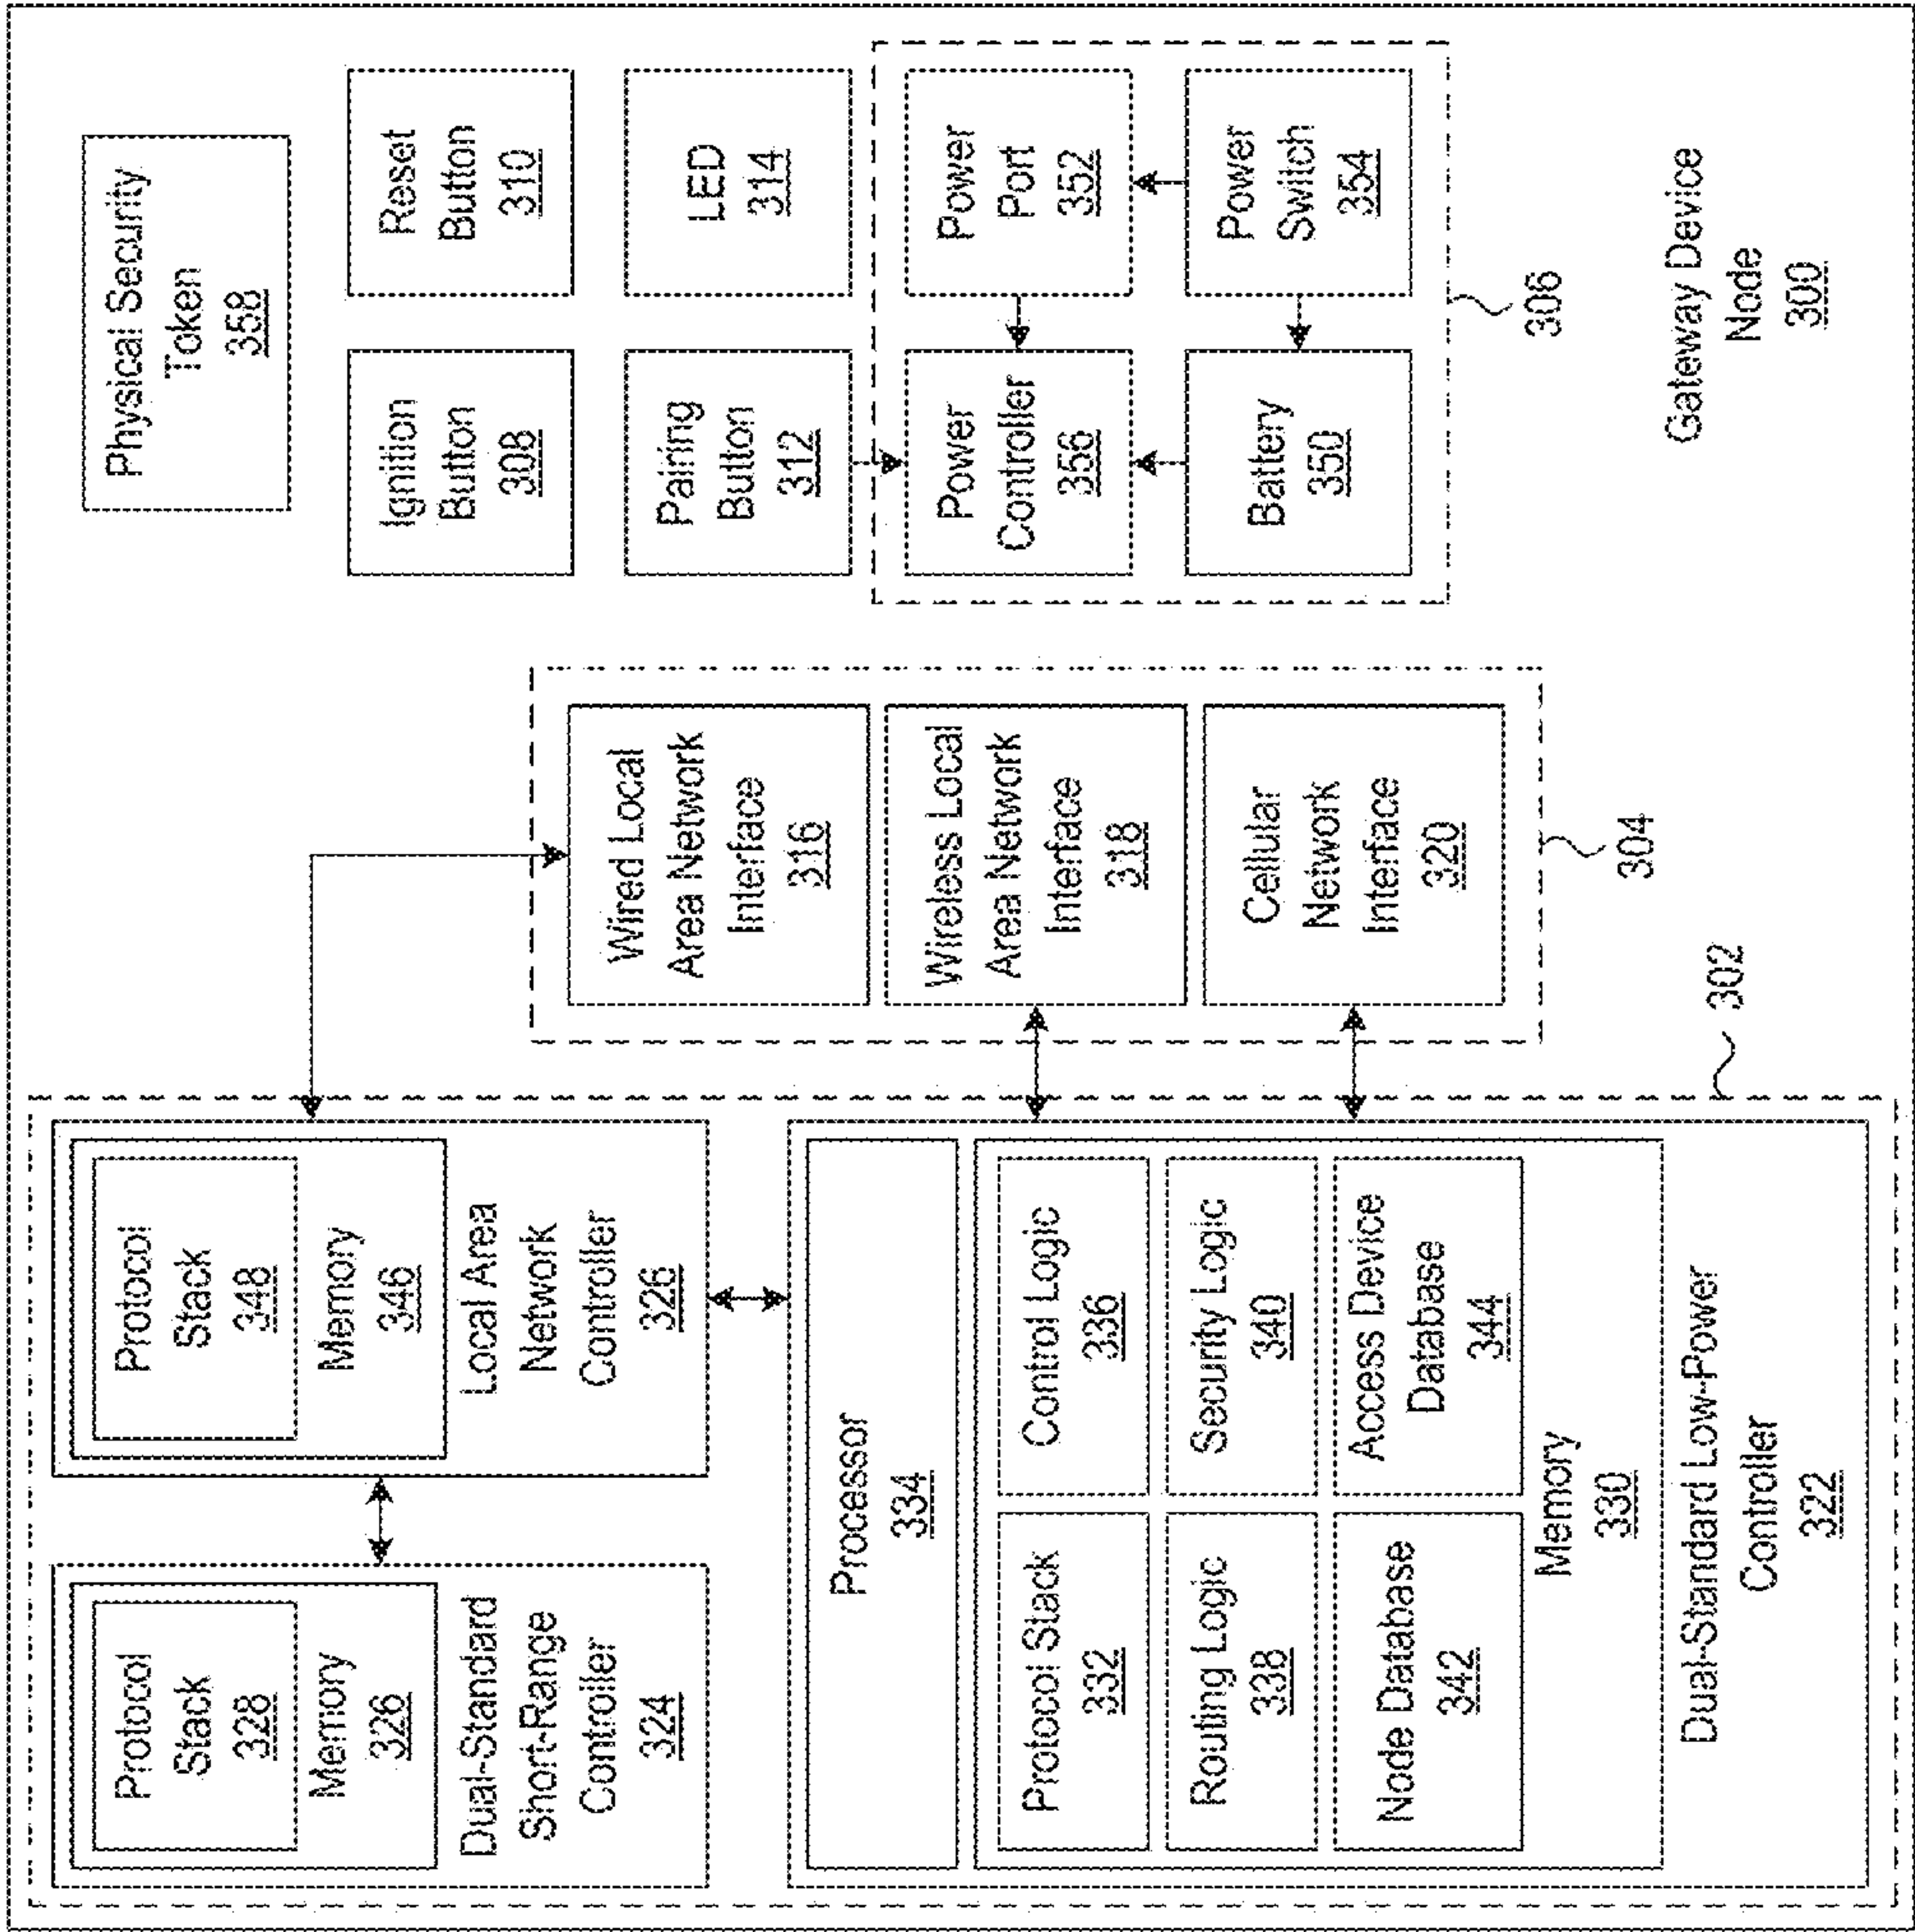 Protocol
Stack
328
Memory
326
Dual-Standard
Short-Range
Controller
324
Protocol
Stack
348
Memory
346
Local Area
Network
Controller
326
Processor
334
Protocol Stack
332
Control Logic
336
Routing Logic
338
Security Logic
340
Node Database
342
Access Device
Database
344
Memory
330
Dual-Standard Low-Power
Controller
322
302
Wired Local
Area Network
Interface
316
Wireless Local
Area Network
Interface
318
Cellular
Network
Interface
320
304
Physical Security
Token
358
Ignition
Button
308
Reset
Button
310
Pairing
Button
312
LED
314
Power
Controller
356
Power
Port
352
Battery
350
Power
Switch
354
306
Gateway Device
Node
300